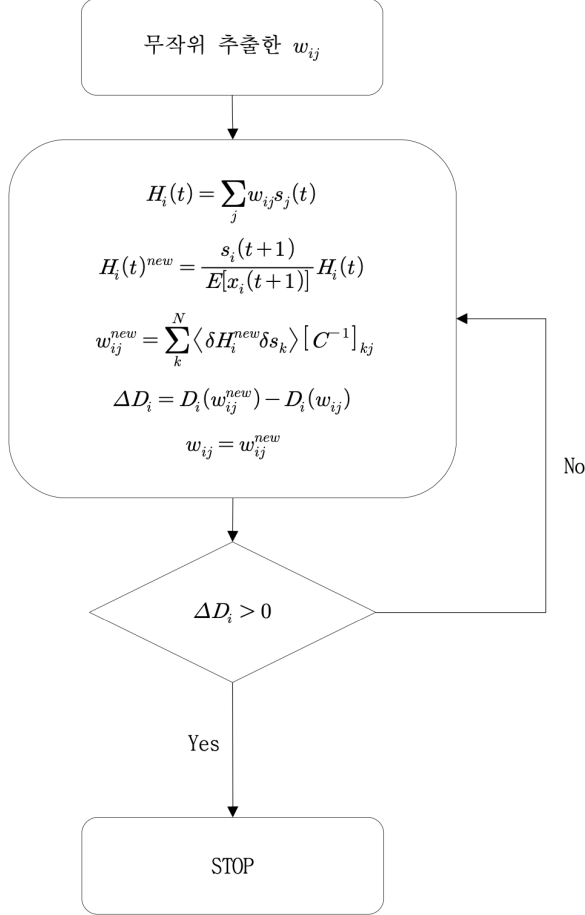 무작위 추출한 w_{ij}
H_i(t) = \sum_j w_{ij} s_j(t)
H_i(t)^{new} = \frac{s_i(t+1)}{E[x_i(t+1)]} H_i(t)
w_{ij}^{new} = \sum_k^N \langle \delta H_i^{new} \delta s_k \rangle [C^{-1}]_{kj}
\Delta D_i = D_i(w_{ij}^{new}) - D_i(w_{ij})
w_{ij} = w_{ij}^{new}
No
\Delta D_i > 0
Yes
STOP